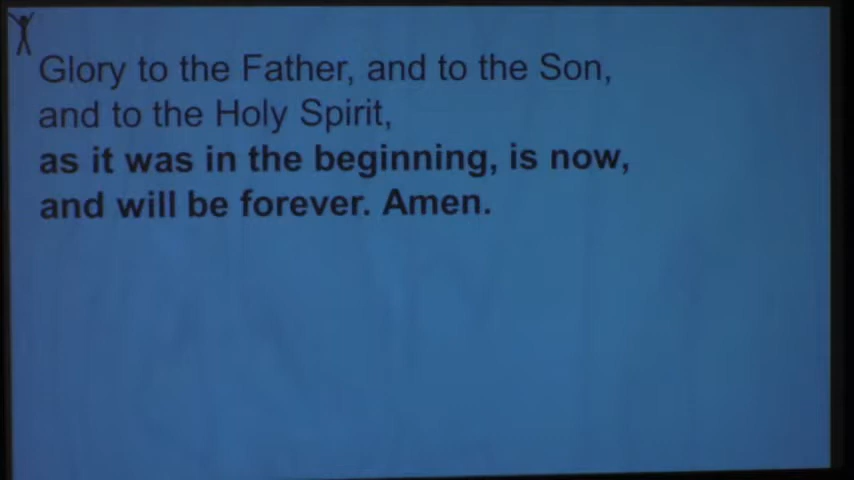 Glory to the Father, and to the Son,
and to the Holy Spirit,
as it was in the beginning, is now,
and will be forever. Amen.